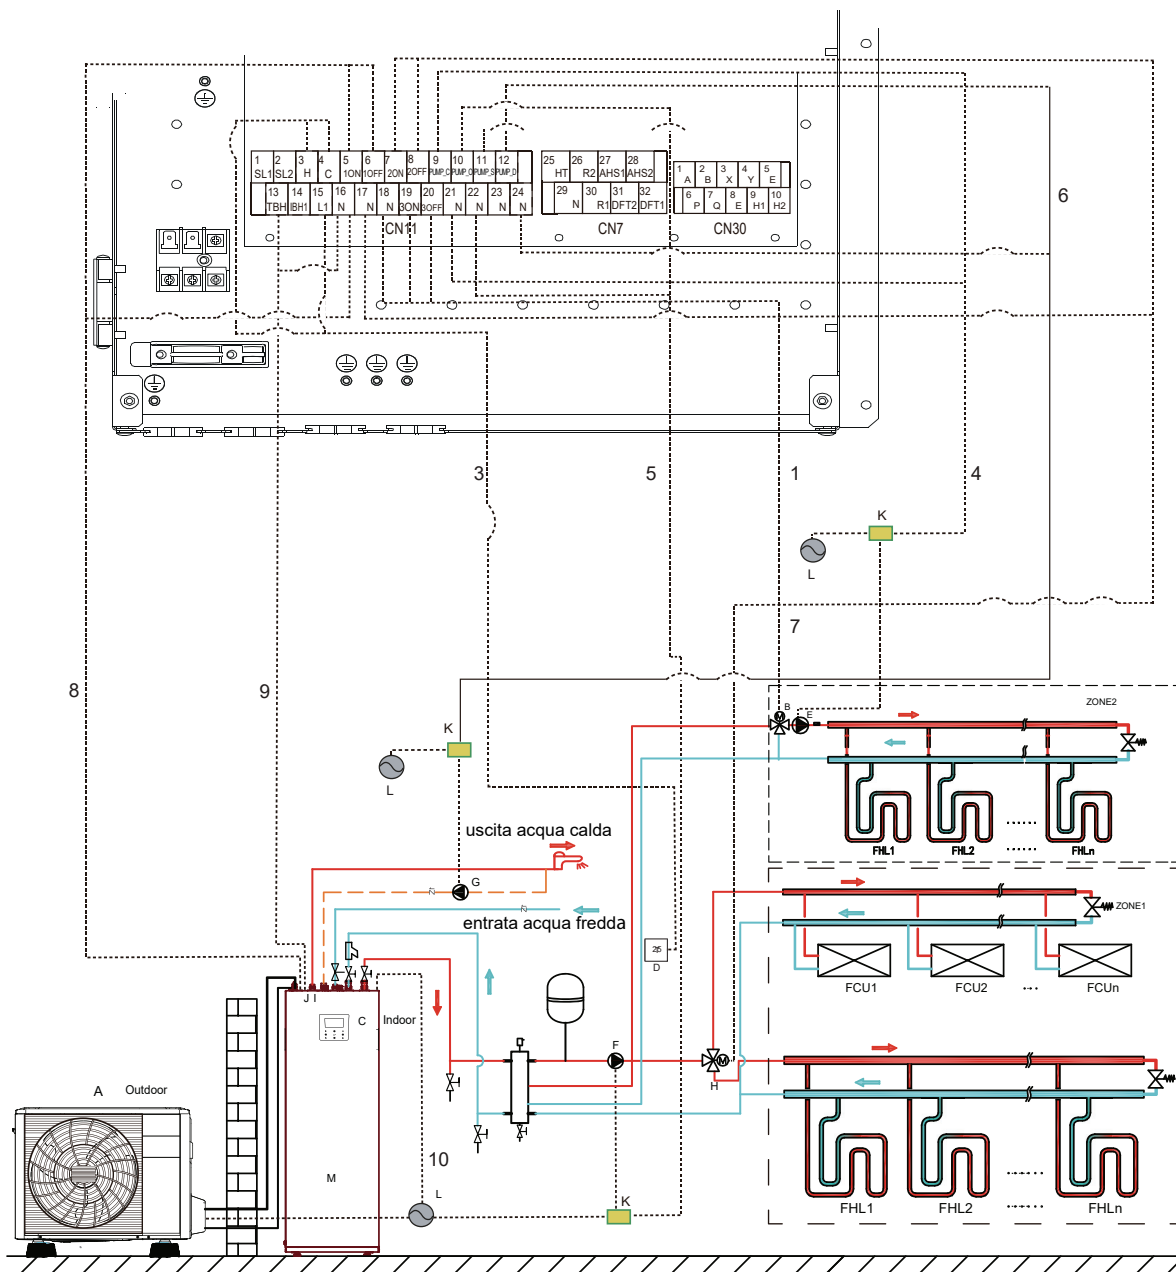 1 2 3 4 5 6 7 8 9 10 11 12
SL1 SL2 H C 1ON 1OFF 2ON 2OFF PUMP_C PUMP_O PUMP_S PUMP_D
13 14 15 16 17 18 19 20 21 22 23 24
TBH IBH1 L1 N N N 3ON 3OFF N N N N
CN11
25 26 27 28
HT R2 AHS1 AHS2
29 30 31 32
N R1 DFT2 DFT1
CN7
1 2 3 4 5
A B X Y E
6 7 8 9 10
P Q E H1 H2
CN30
6
3
5
1
4
K
L
7
8
9
ZONE2
B
E
K
L
FHL1 FHL2 FHLn
uscita acqua calda
G
entrata acqua fredda
ZONE1
D
FCU1 FCU2 FCUn
J I
C
Indoor
F
H
A
Outdoor
10
M
L
K
FHL1 FHL2 FHLn
M
M